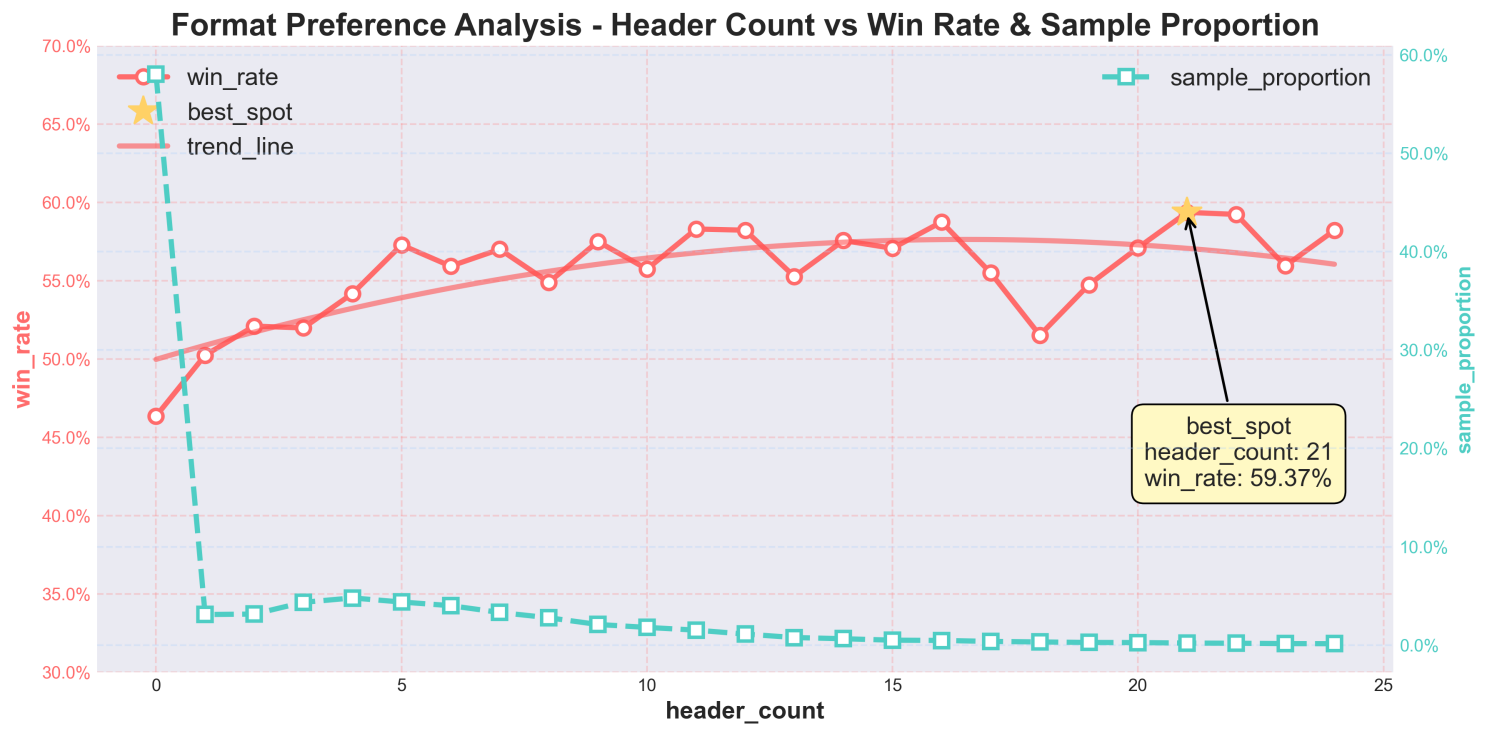 Format Preference Analysis - Header Count vs Win Rate & Sample Proportion
win_rate
best_spot
trend_line
sample_proportion
70.0%
65.0%
60.0%
55.0%
50.0%
45.0%
40.0%
35.0%
30.0%
win_rate
60.0%
50.0%
40.0%
30.0%
20.0%
10.0%
0.0%
sample_proportion
best_spot
header_count: 21
win_rate: 59.37%
0 5 10 15 20 25
header_count